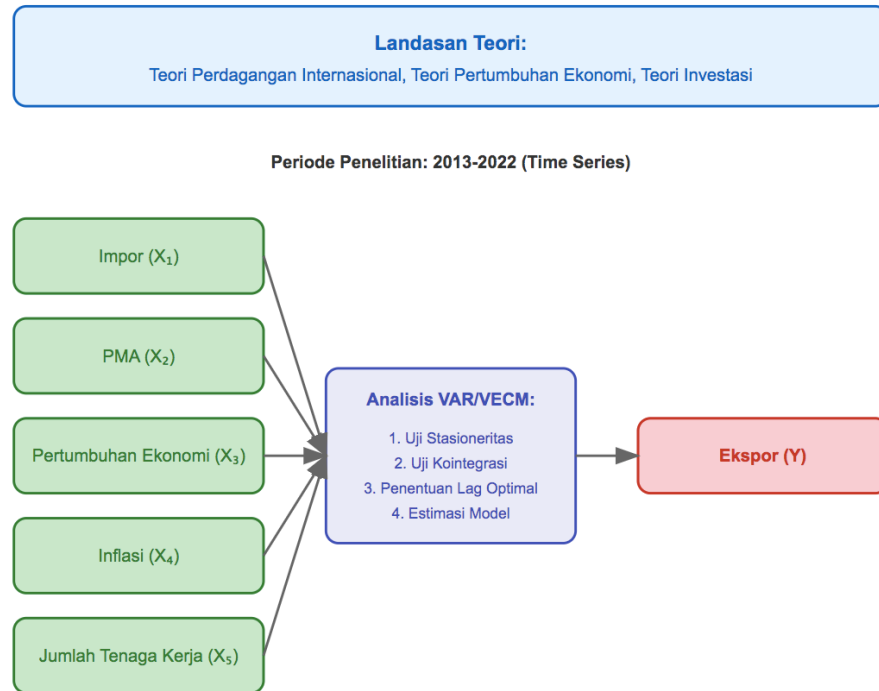 Landasan Teori:
Teori Perdagangan Internasional, Teori Pertumbuhan Ekonomi, Teori Investasi
Periode Penelitian: 2013-2022 (Time Series)
Impor (X₁)
PMA (X₂)
Pertumbuhan Ekonomi (X₃)
Inflasi (X₄)
Jumlah Tenaga Kerja (X₅)
Analisis VAR/VECM:
1. Uji Stasioneritas
2. Uji Kointegrasi
3. Penentuan Lag Optimal
4. Estimasi Model
Ekspor (Y)